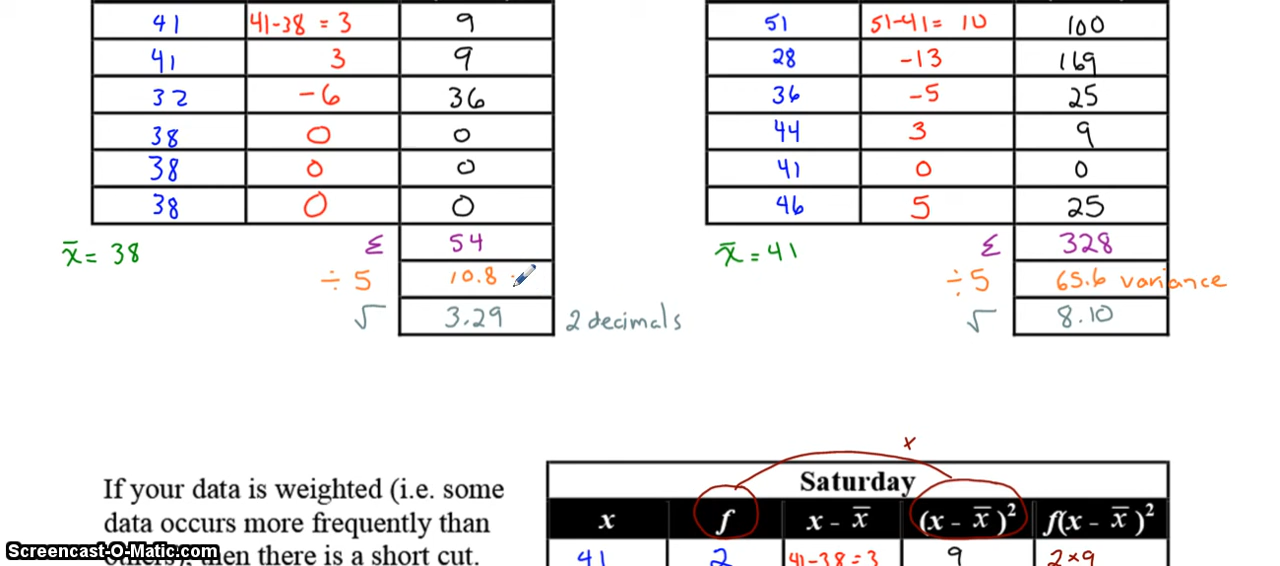 41 41-38 = 3 9
41 3 9
32 -6 36
38 0 0
38 0 0
38 0 0
x̄ = 38 Σ 54
÷ 5 10.8
√ 3.29 2 decimals
51 51-41= 10 100
28 -13 169
36 -5 25
44 3 9
41 0 0
46 5 25
x̄ = 41 Σ 328
÷5 65.6 variance
√ 8.10
If your data is weighted (i.e. some
data occurs more frequently than
then there is a short cut.
x
Saturday
x f x - x̄ (x - x̄)² f(x - x̄)²
41 2 41-38=3 9 2×9
Screencast-O-Matic.com